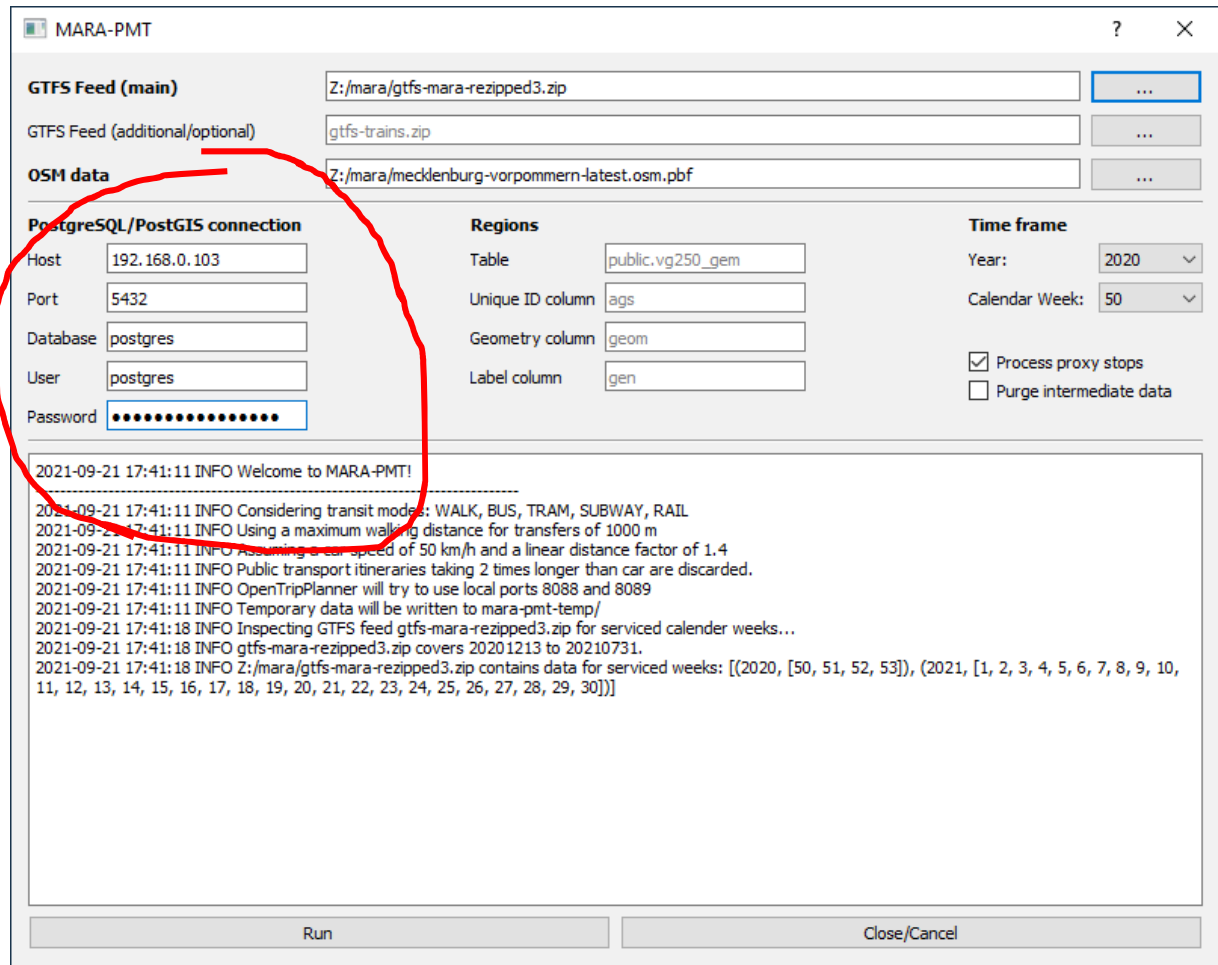 MARA-PMT ?
GTFS Feed (main) Z:/mara/gtfs-mara-rezipped3.zip ...
GTFS Feed (additional/optional) gtfs-trains.zip ...
OSM data Z:/mara/mecklenburg-vorpommern-latest.osm.pbf ...
PostgreSQL/PostGIS connection Regions Time frame
Host 192.168.0.103 Table public.vg250_gem Year: 2020
Port 5432 Unique ID column ags Calendar Week: 50
Database postgres Geometry column geom
Process proxy stops
User postgres Label column gen
Purge intermediate data
Password ●●●●●●●●●●●●●●●●
2021-09-21 17:41:11 INFO Welcome to MARA-PMT!
--------------------------------------------------------------------------------
2021-09-21 17:41:11 INFO Considering transit modes: WALK, BUS, TRAM, SUBWAY, RAIL
2021-09-21 17:41:11 INFO Using a maximum walking distance for transfers of 1000 m
2021-09-21 17:41:11 INFO Assuming a car speed of 50 km/h and a linear distance factor of 1.4
2021-09-21 17:41:11 INFO Public transport itineraries taking 2 times longer than car are discarded.
2021-09-21 17:41:11 INFO OpenTripPlanner will try to use local ports 8088 and 8089
2021-09-21 17:41:11 INFO Temporary data will be written to mara-pmt-temp/
2021-09-21 17:41:18 INFO Inspecting GTFS feed gtfs-mara-rezipped3.zip for serviced calender weeks...
2021-09-21 17:41:18 INFO gtfs-mara-rezipped3.zip covers 20201213 to 20210731.
2021-09-21 17:41:18 INFO Z:/mara/gtfs-mara-rezipped3.zip contains data for serviced weeks: [(2020, [50, 51, 52, 53]), (2021, [1, 2, 3, 4, 5, 6, 7, 8, 9, 10,
11, 12, 13, 14, 15, 16, 17, 18, 19, 20, 21, 22, 23, 24, 25, 26, 27, 28, 29, 30])]
Run Close/Cancel